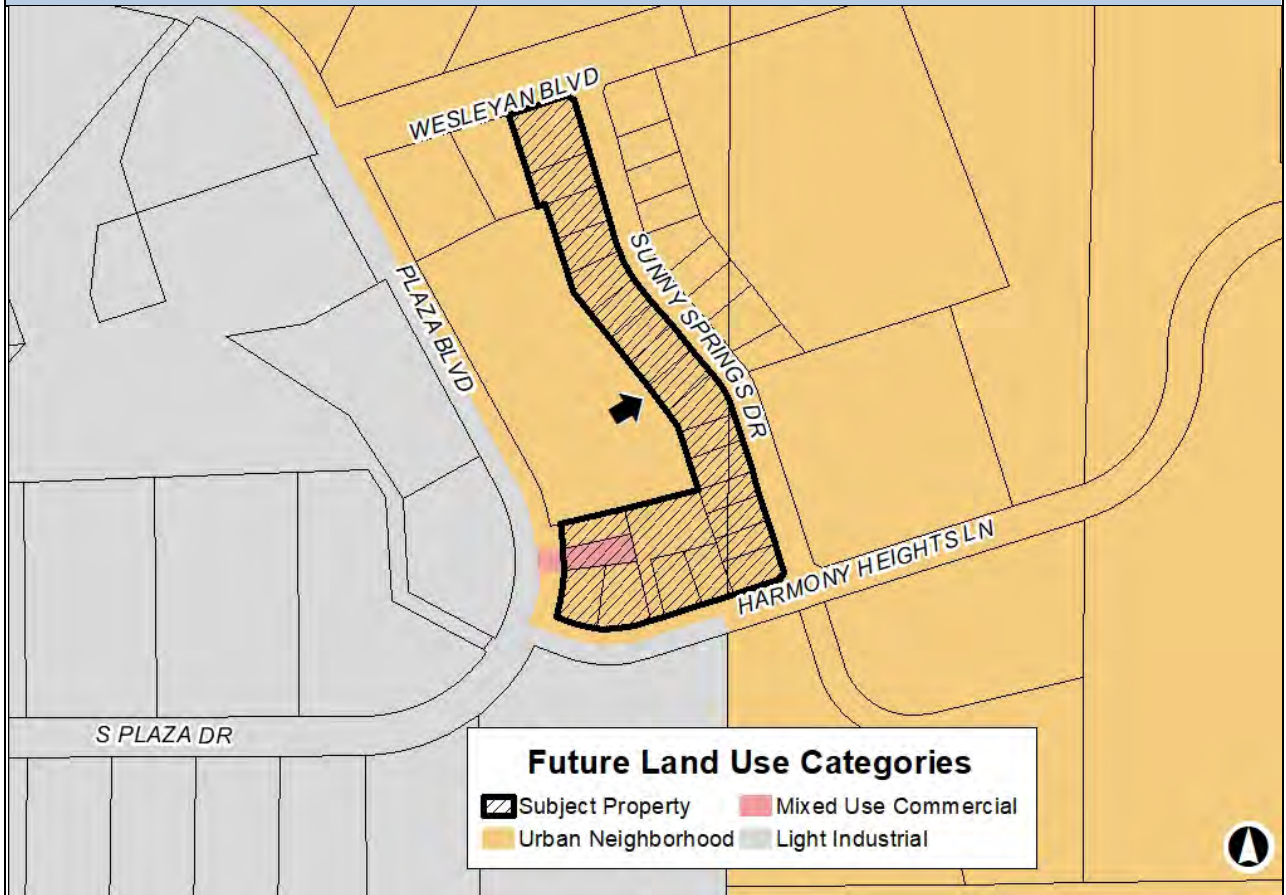 WESLEYAN BLVD
SUNNY SPRINGS DR
PLAZA BLVD
HARMONY HEIGHTS LN
S PLAZA DR
Future Land Use Categories
Subject Property
Mixed Use Commercial
Urban Neighborhood
Light Industrial